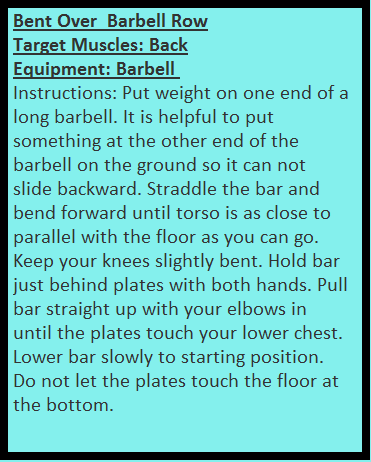 Bent Over  Barbell Row
Target Muscles: Back
Equipment: Barbell
Instructions: Put weight on one end of a
long barbell. It is helpful to put
something at the other end of the
barbell on the ground so it can not
slide backward. Straddle the bar and
bend forward until torso is as close to
parallel with the floor as you can go.
Keep your knees slightly bent. Hold bar
just behind plates with both hands. Pull
bar straight up with your elbows in
until the plates touch your lower chest.
Lower bar slowly to starting position.
Do not let the plates touch the floor at
the bottom.